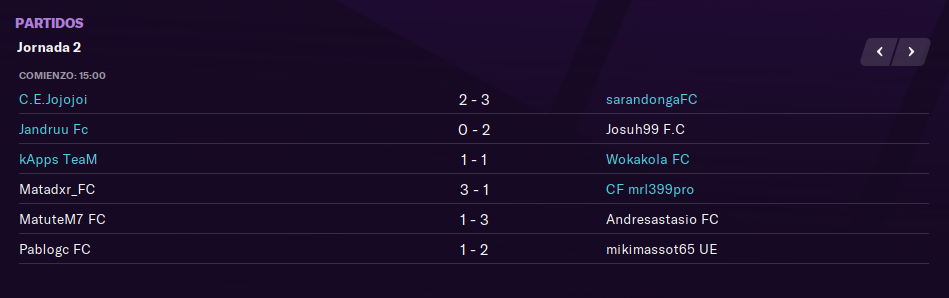 PARTIDOS
Jornada 2
COMIENZO: 15:00
C.E.Jojojoi 2 - 3 sarandongaFC
Jandruu Fc 0 - 2 Josuh99 F.C
kApps TeaM 1 - 1 Wokakola FC
Matadxr_FC 3 - 1 CF mrl399pro
MatuteM7 FC 1 - 3 Andresastasio FC
Pablogc FC 1 - 2 mikimassot65 UE